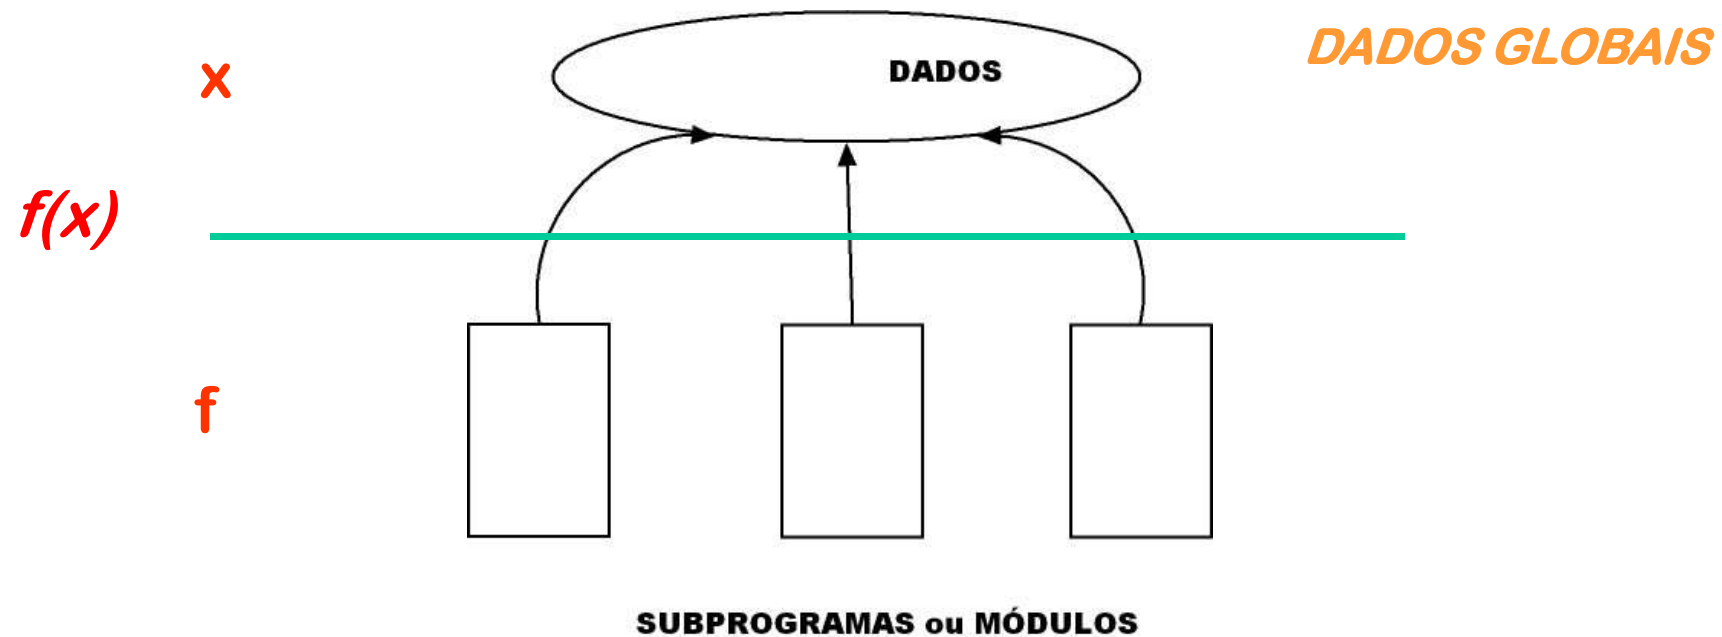 DADOS GLOBAIS
x
DADOS
f(x)
f
SUBPROGRAMAS ou MÓDULOS